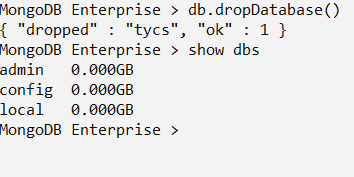 MongoDB Enterprise > db.dropDatabase()
{ "dropped" : "tycs", "ok" : 1 }
MongoDB Enterprise > show dbs
admin   0.000GB
config  0.000GB
local   0.000GB
MongoDB Enterprise >